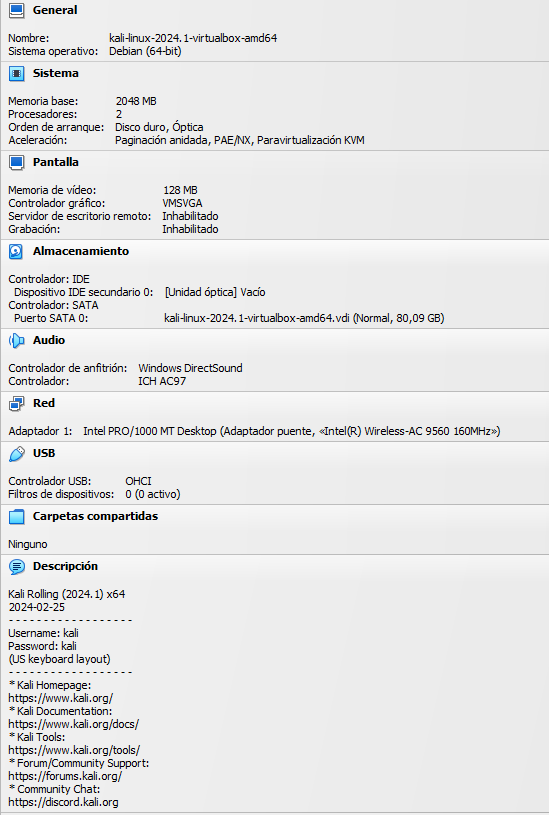 General
Nombre: kali-linux-2024.1-virtualbox-amd64
Sistema operativo: Debian (64-bit)
Sistema
Memoria base: 2048 MB
Procesadores: 2
Orden de arranque: Disco duro, Óptica
Aceleración: Paginación anidada, PAE/NX, Paravirtualización KVM
Pantalla
Memoria de vídeo: 128 MB
Controlador gráfico: VMSVGA
Servidor de escritorio remoto: Inhabilitado
Grabación: Inhabilitado
Almacenamiento
Controlador: IDE
Dispositivo IDE secundario 0: [Unidad óptica] Vacío
Controlador: SATA
Puerto SATA 0: kali-linux-2024.1-virtualbox-amd64.vdi (Normal, 80,09 GB)
Audio
Controlador de anfitrión: Windows DirectSound
Controlador: ICH AC97
Red
Adaptador 1: Intel PRO/1000 MT Desktop (Adaptador puente, «Intel(R) Wireless-AC 9560 160MHz»)
USB
Controlador USB: OHCI
Filtros de dispositivos: 0 (0 activo)
Carpetas compartidas
Ninguno
Descripción
Kali Rolling (2024.1) x64
2024-02-25
- - - - - - - - - - - - - - - - - -
Username: kali
Password: kali
(US keyboard layout)
- - - - - - - - - - - - - - - - - -
* Kali Homepage:
https://www.kali.org/
* Kali Documentation:
https://www.kali.org/docs/
* Kali Tools:
https://www.kali.org/tools/
* Forum/Community Support:
https://forums.kali.org/
* Community Chat:
https://discord.kali.org